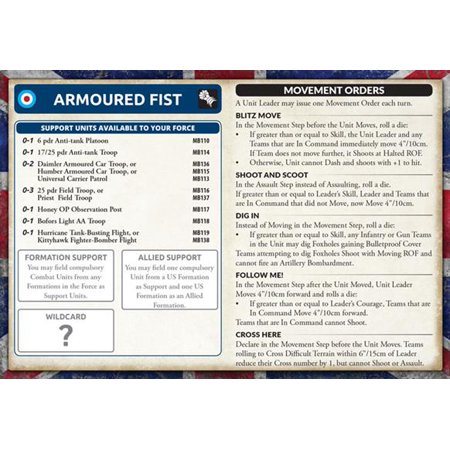 ARMOURED FIST
SUPPORT UNITS AVAILABLE TO YOUR FORCE
0-1 6 pdr Anti-tank Platoon MB110
0-1 17/25 pdr Anti-tank Troop MB114
0-2 Daimler Armoured Car Troop, or MB136
Humber Armoured Car Troop, or MB115
Universal Carrier Patrol MB113
0-3 25 pdr Field Troop, or MB116
Priest Field Troop MB137
0-1 Honey OP Observation Post MB117
0-1 Bofors Light AA Troop MB118
0-1 Hurricane Tank-Busting Flight, or MB119
Kittyhawk Fighter-Bomber Flight MB138
FORMATION SUPPORT
You may field compulsory
Combat Units from any
Formations in the Force as
Support Units.
ALLIED SUPPORT
You may field one compulsory
Unit from a US Formation
as Support and one US
Formation as an Allied
Formation.
WILDCARD
?
MOVEMENT ORDERS
A Unit Leader may issue one Movement Order each turn.
BLITZ MOVE
In the Movement Step before the Unit Moves, roll a die:
• If greater than or equal to Skill, the Unit Leader and any
Teams that are In Command immediately move 4"/10cm.
If Team does not move further, it Shoots at Halted ROF.
• Otherwise, Unit cannot Dash and shoots with +1 to hit.
SHOOT AND SCOOT
In the Assault Step instead of Assaulting, roll a die.
If greater than or equal to Skill, Leader and Teams that
are In Command that did not Move, now Move 4"/10cm.
DIG IN
Instead of Moving in the Movement Step, roll a die:
• If greater than or equal to Skill, any Infantry or Gun Teams
in the Unit may dig Foxholes gaining Bulletproof Cover
Teams attempting to dig Foxholes Shoots with Moving ROF and
cannot fire an Artillery Bombardment.
FOLLOW ME!
In the Movement Step after the Unit Moved, Unit Leader
Moves 4"/10cm forward and rolls a die:
• If greater than or equal to Leader's Courage, Teams that are
In Command Move 4"/10cm forward.
Teams that are In Command cannot Shoot.
CROSS HERE
Declare in the Movement Step before the Unit Moves. Teams
rolling to Cross Difficult Terrain within 6"/15cm of Leader
reduce their Cross number by 1, but cannot Shoot or Assault.